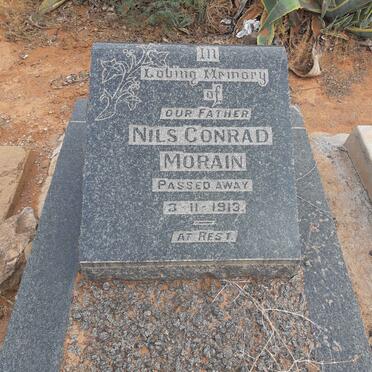 In
Loving Memory
of
OUR FATHER
NILS CONRAD
MORAIN
PASSED AWAY
3-11-1913.
AT REST.